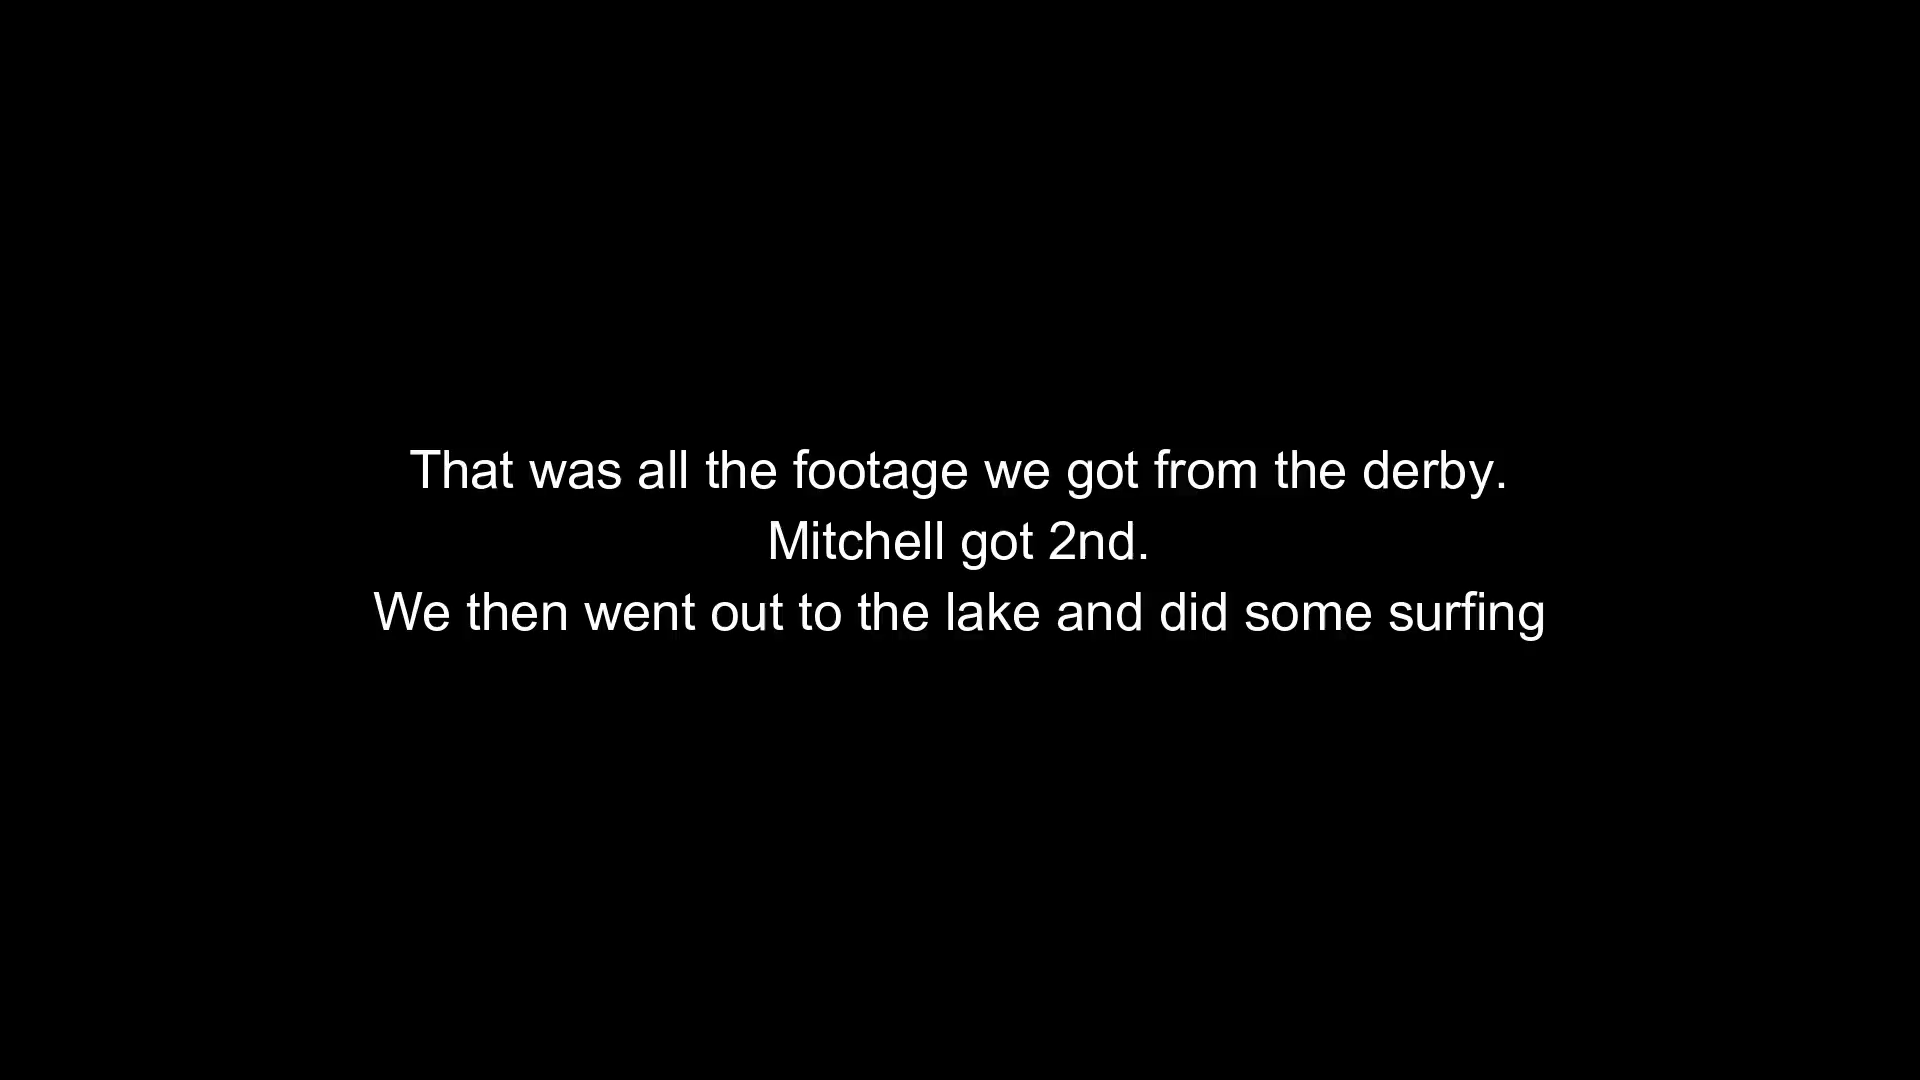 That was all the footage we got from the derby.
Mitchell got 2nd.
We then went out to the lake and did some surfing